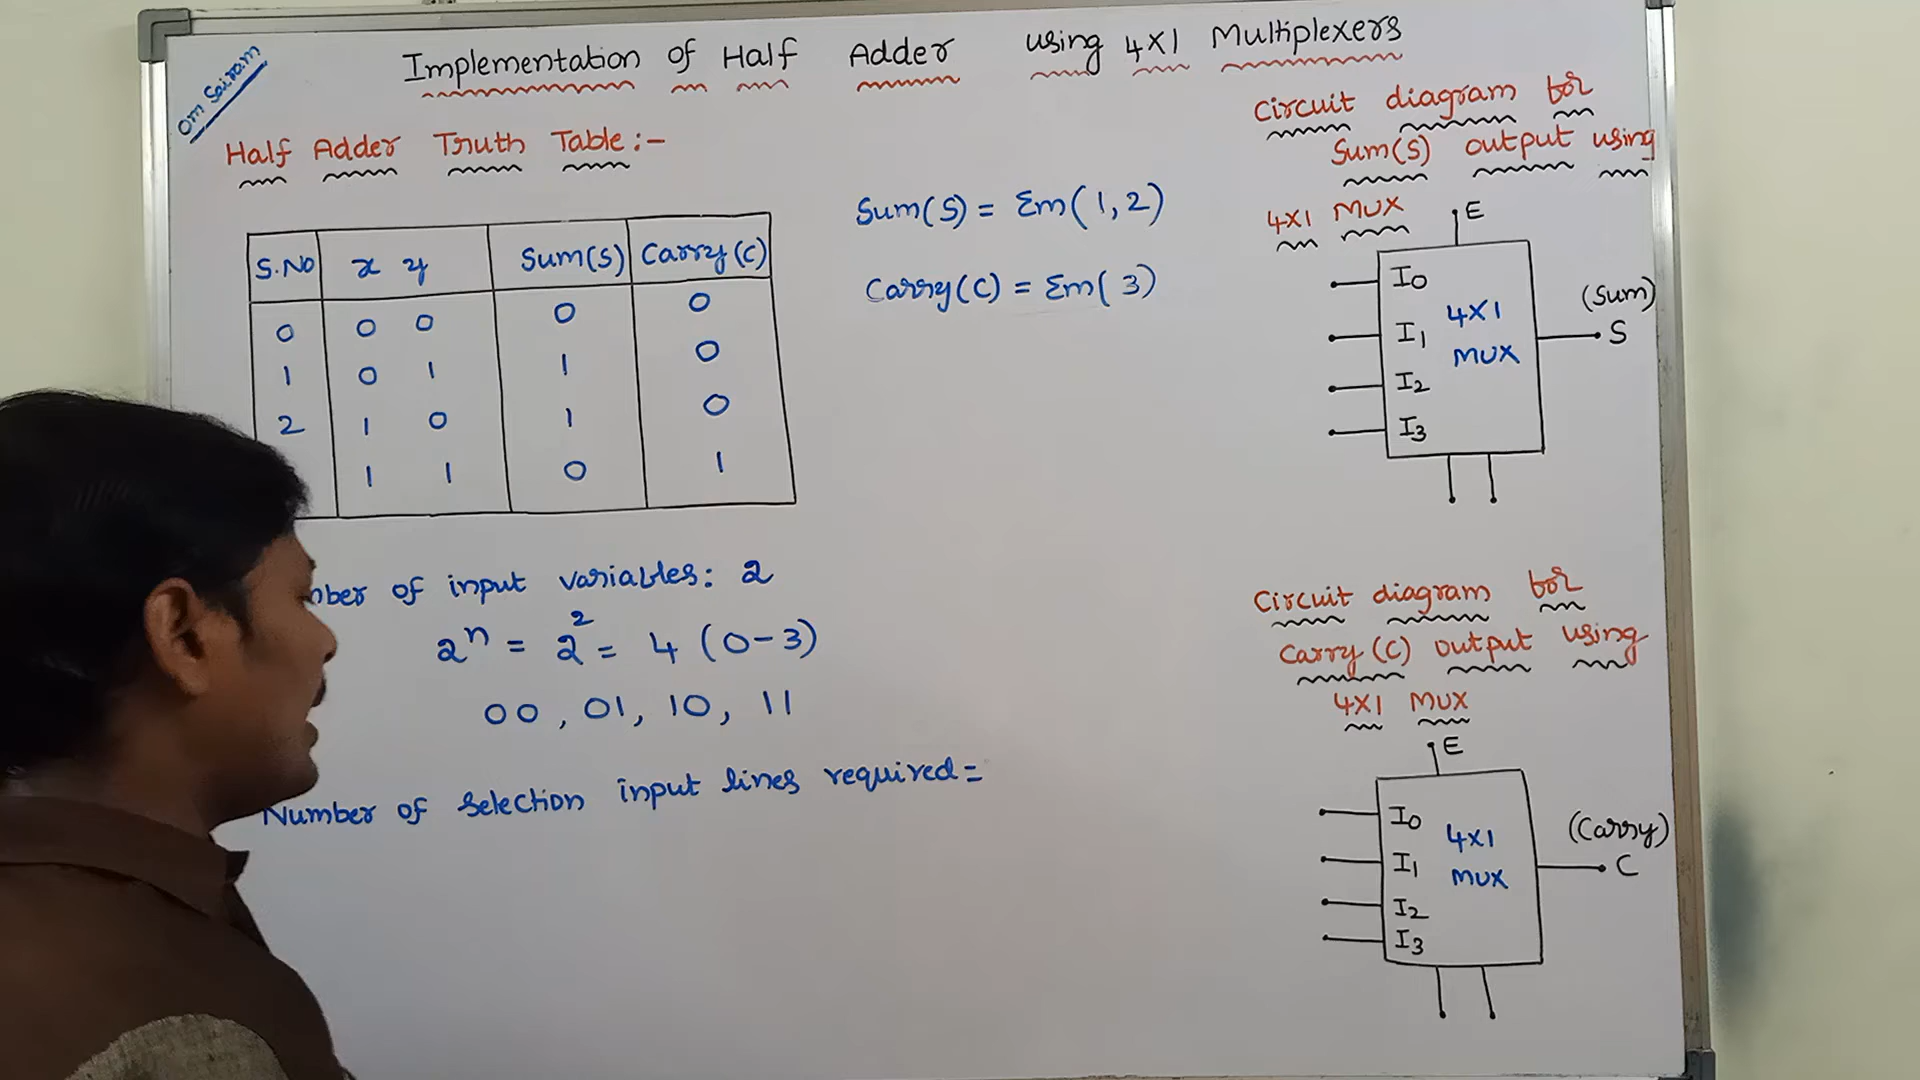 Om Sairam
Implementation of Half Adder using 4X1 Multiplexers
Half Adder Truth Table:-
S.NO x y Sum(S) Carry(C)
0 0 0 0 0
1 0 1 1 0
2 1 0 1 0
1 1 0 1
Sum(S) = Σm(1,2)
Carry(C) = Σm(3)
of input variables: 2
2^n = 2^2 = 4 (0-3)
00, 01, 10, 11
Number of selection input lines required =
Circuit diagram for
Sum(S) output using
4X1 MUX
E
I0
I1
I2
I3
4X1
MUX
(Sum)
S
Circuit diagram for
Carry(C) output using
4X1 MUX
E
I0
I1
I2
I3
4X1
MUX
(Carry)
C